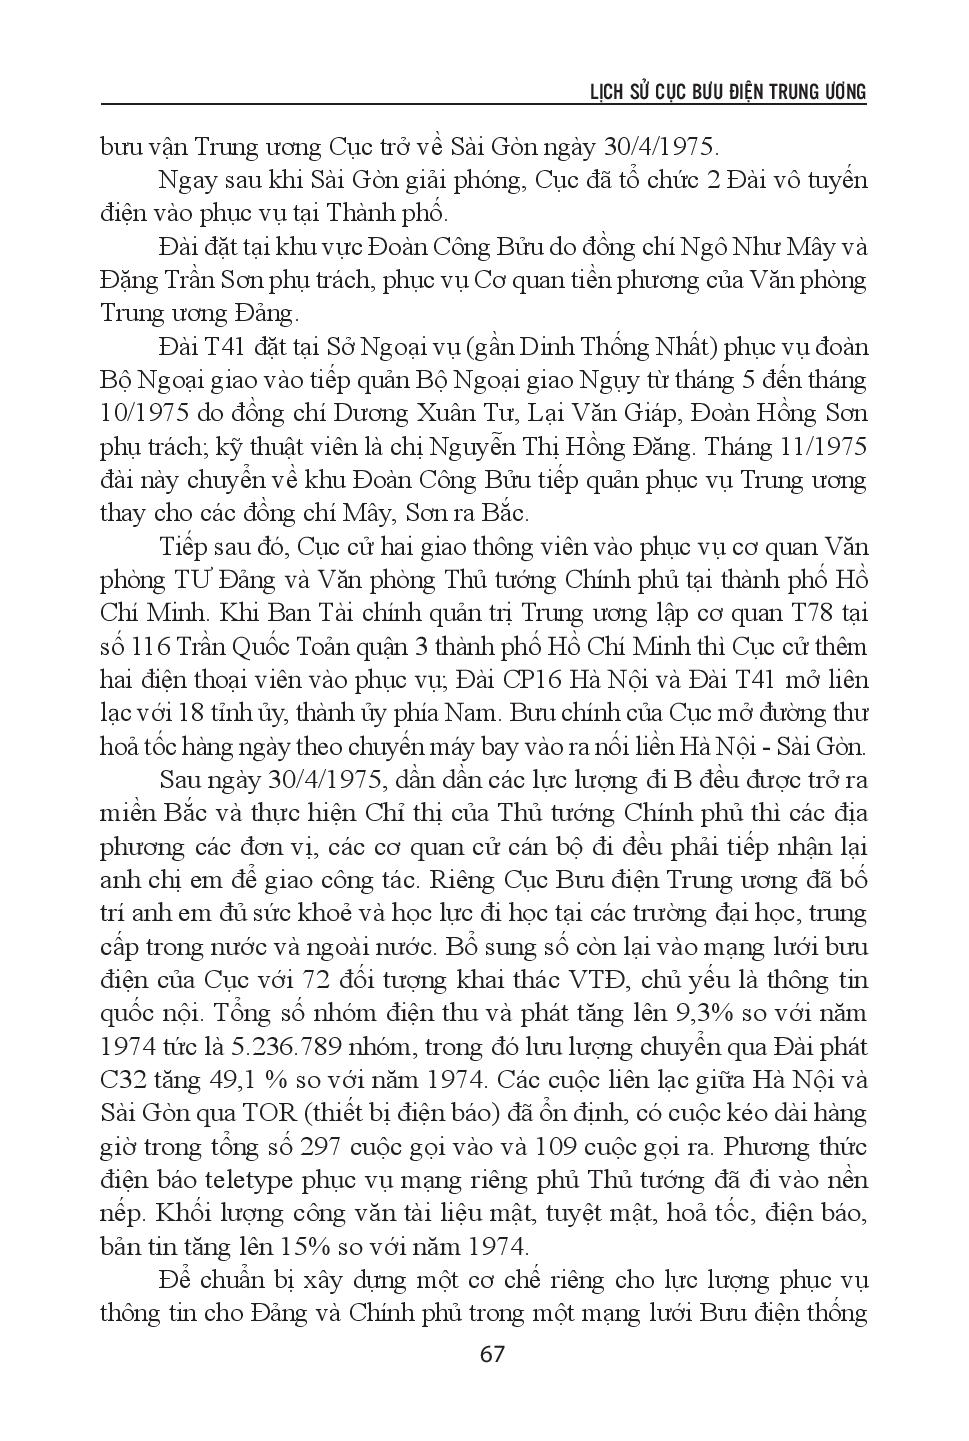 LỊCH SỬ CỤC BƯU ĐIỆN TRUNG ƯƠNG
bưu vận Trung ương Cục trở về Sài Gòn ngày 30/4/1975.
Ngay sau khi Sài Gòn giải phóng, Cục đã tổ chức 2 Đài vô tuyến
điện vào phục vụ tại Thành phố.
Đài đặt tại khu vực Đoàn Công Bửu do đồng chí Ngô Như Mây và
Đặng Trần Sơn phụ trách, phục vụ Cơ quan tiền phương của Văn phòng
Trung ương Đảng.
Đài T41 đặt tại Sở Ngoại vụ (gần Dinh Thống Nhất) phục vụ đoàn
Bộ Ngoại giao vào tiếp quản Bộ Ngoại giao Ngụy từ tháng 5 đến tháng
10/1975 do đồng chí Dương Xuân Tư, Lại Văn Giáp, Đoàn Hồng Sơn
phụ trách; kỹ thuật viên là chị Nguyễn Thị Hồng Đăng. Tháng 11/1975
đài này chuyển về khu Đoàn Công Bửu tiếp quản phục vụ Trung ương
thay cho các đồng chí Mây, Sơn ra Bắc.
Tiếp sau đó, Cục cử hai giao thông viên vào phục vụ cơ quan Văn
phòng TƯ Đảng và Văn phòng Thủ tướng Chính phủ tại thành phố Hồ
Chí Minh. Khi Ban Tài chính quản trị Trung ương lập cơ quan T78 tại
số 116 Trần Quốc Toản quận 3 thành phố Hồ Chí Minh thì Cục cử thêm
hai điện thoại viên vào phục vụ; Đài CP16 Hà Nội và Đài T41 mở liên
lạc với 18 tỉnh ủy, thành ủy phía Nam. Bưu chính của Cục mở đường thư
hoả tốc hàng ngày theo chuyến máy bay vào ra nối liền Hà Nội - Sài Gòn.
Sau ngày 30/4/1975, dần dần các lực lượng đi B đều được trở ra
miền Bắc và thực hiện Chỉ thị của Thủ tướng Chính phủ thì các địa
phương các đơn vị, các cơ quan cử cán bộ đi đều phải tiếp nhận lại
anh chị em để giao công tác. Riêng Cục Bưu điện Trung ương đã bố
trí anh em đủ sức khoẻ và học lực đi học tại các trường đại học, trung
cấp trong nước và ngoài nước. Bổ sung số còn lại vào mạng lưới bưu
điện của Cục với 72 đối tượng khai thác VTĐ, chủ yếu là thông tin
quốc nội. Tổng số nhóm điện thu và phát tăng lên 9,3% so với năm
1974 tức là 5.236.789 nhóm, trong đó lưu lượng chuyển qua Đài phát
C32 tăng 49,1 % so với năm 1974. Các cuộc liên lạc giữa Hà Nội và
Sài Gòn qua TOR (thiết bị điện báo) đã ổn định, có cuộc kéo dài hàng
giờ trong tổng số 297 cuộc gọi vào và 109 cuộc gọi ra. Phương thức
điện báo teletype phục vụ mạng riêng phủ Thủ tướng đã đi vào nền
nếp. Khối lượng công văn tài liệu mật, tuyệt mật, hoả tốc, điện báo,
bản tin tăng lên 15% so với năm 1974.
Để chuẩn bị xây dựng một cơ chế riêng cho lực lượng phục vụ
thông tin cho Đảng và Chính phủ trong một mạng lưới Bưu điện thống
67